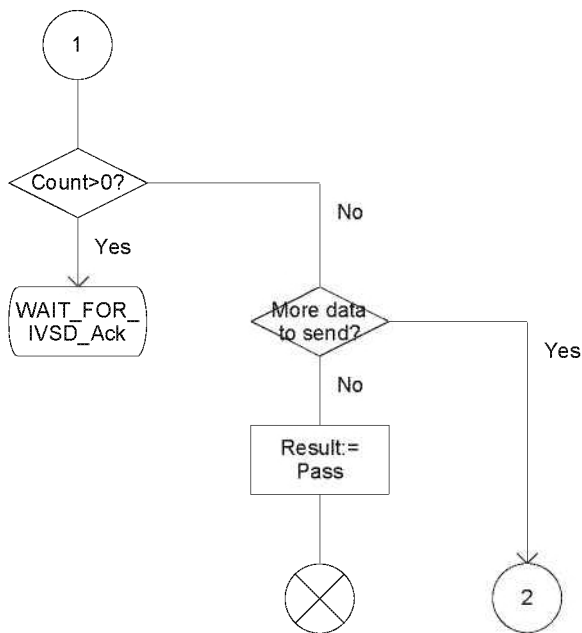 1
Count>0?
No
Yes
WAIT_FOR_
IVSD_Ack
More data
to send?
Yes
No
Result:=
Pass
2